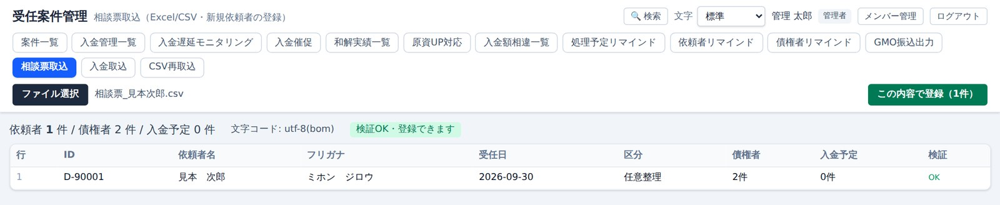 受任案件管理 相談票取込（Excel/CSV・新規依頼者の登録） 🔍 検索 文字 標準 管理 太郎 管理者 メンバー管理 ログアウト
案件一覧 入金管理一覧 入金遅延モニタリング 入金催促 和解実績一覧 原資UP対応 入金額相違一覧 処理予定リマインド 依頼者リマインド 債権者リマインド GMO振込出力
相談票取込 入金取込 CSV再取込
ファイル選択 相談票_見本次郎.csv この内容で登録（1件）
依頼者 1 件 / 債権者 2 件 / 入金予定 0 件 文字コード: utf-8(bom) 検証OK・登録できます
行 ID 依頼者名 フリガナ 受任日 区分 債権者 入金予定 検証
1 D-90001 見本　次郎 ミホン　ジロウ 2026-09-30 任意整理 2件 0件 OK